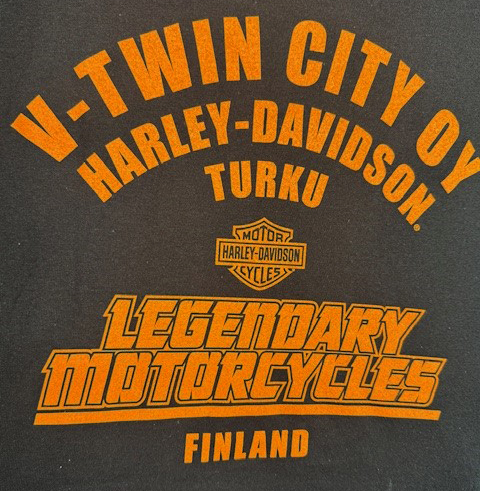 V-TWIN CITY OY
HARLEY-DAVIDSON®
TURKU
MOTOR
HARLEY-DAVIDSON
CYCLES
LEGENDARY
MOTORCYCLES
FINLAND